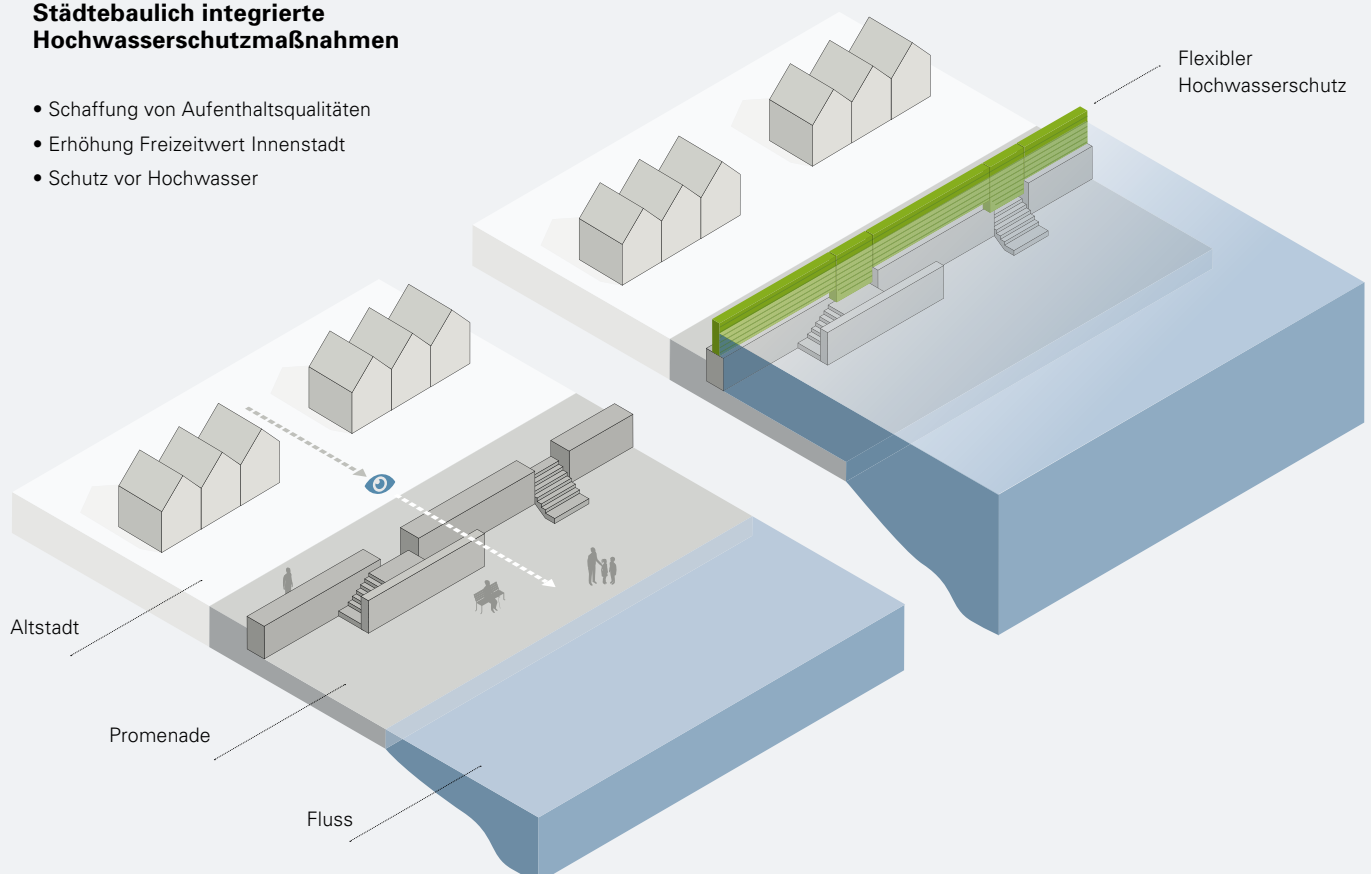 Städtebaulich integrierte
Hochwasserschutzmaßnahmen
• Schaffung von Aufenthaltsqualitäten
• Erhöhung Freizeitwert Innenstadt
• Schutz vor Hochwasser
Flexibler
Hochwasserschutz
Altstadt
Promenade
Fluss